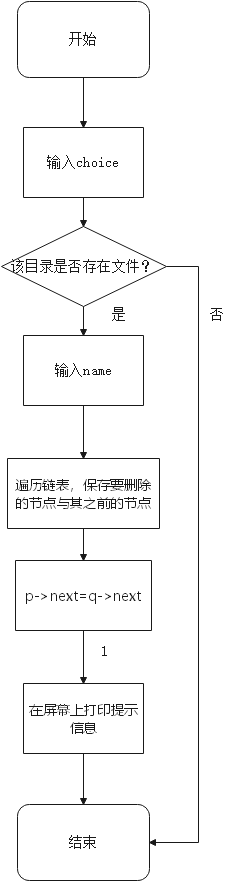 开始
输入choice
该目录是否存在文件？
是
否
输入name
遍历链表，保存要删除
的节点与其之前的节点
p->next=q->next
1
在屏幕上打印提示
信息
结束